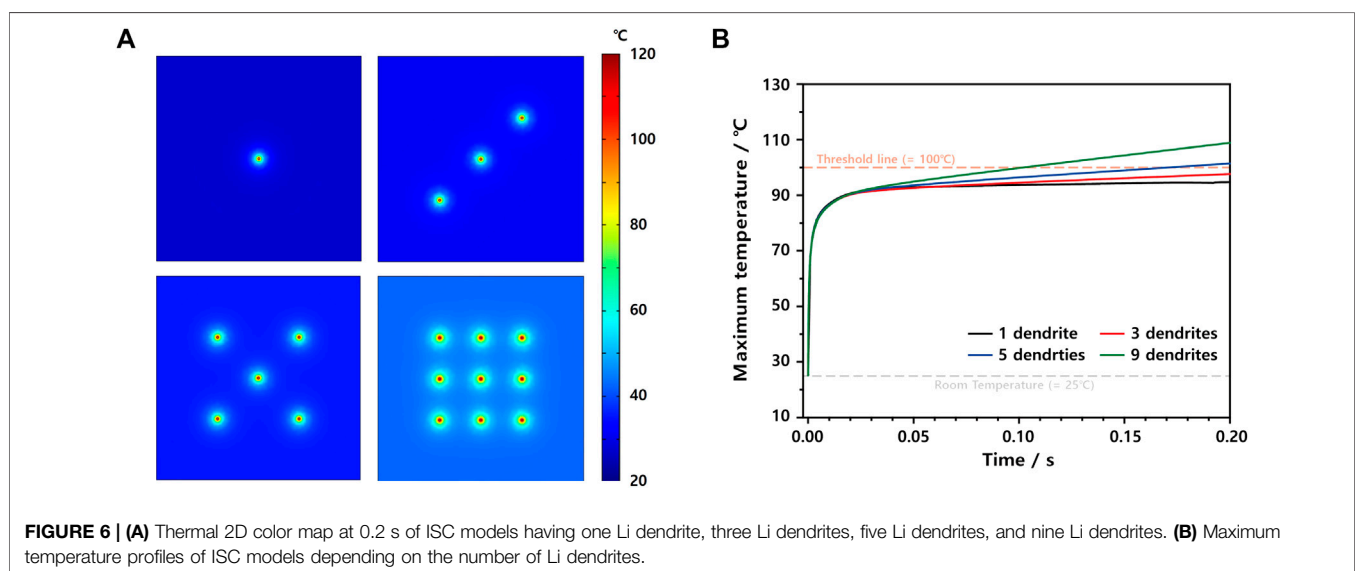 A
℃
120
100
80
60
40
20
B
Maximum temperature / ℃
130
110
90
70
50
30
10
Threshold line (= 100℃)
1 dendrite
3 dendrites
5 dendrties
9 dendrites
Room Temperature (= 25℃)
0.00
0.05
0.10
0.15
0.20
Time / s
FIGURE 6 | (A) Thermal 2D color map at 0.2 s of ISC models having one Li dendrite, three Li dendrites, five Li dendrites, and nine Li dendrites. (B) Maximum
temperature profiles of ISC models depending on the number of Li dendrites.